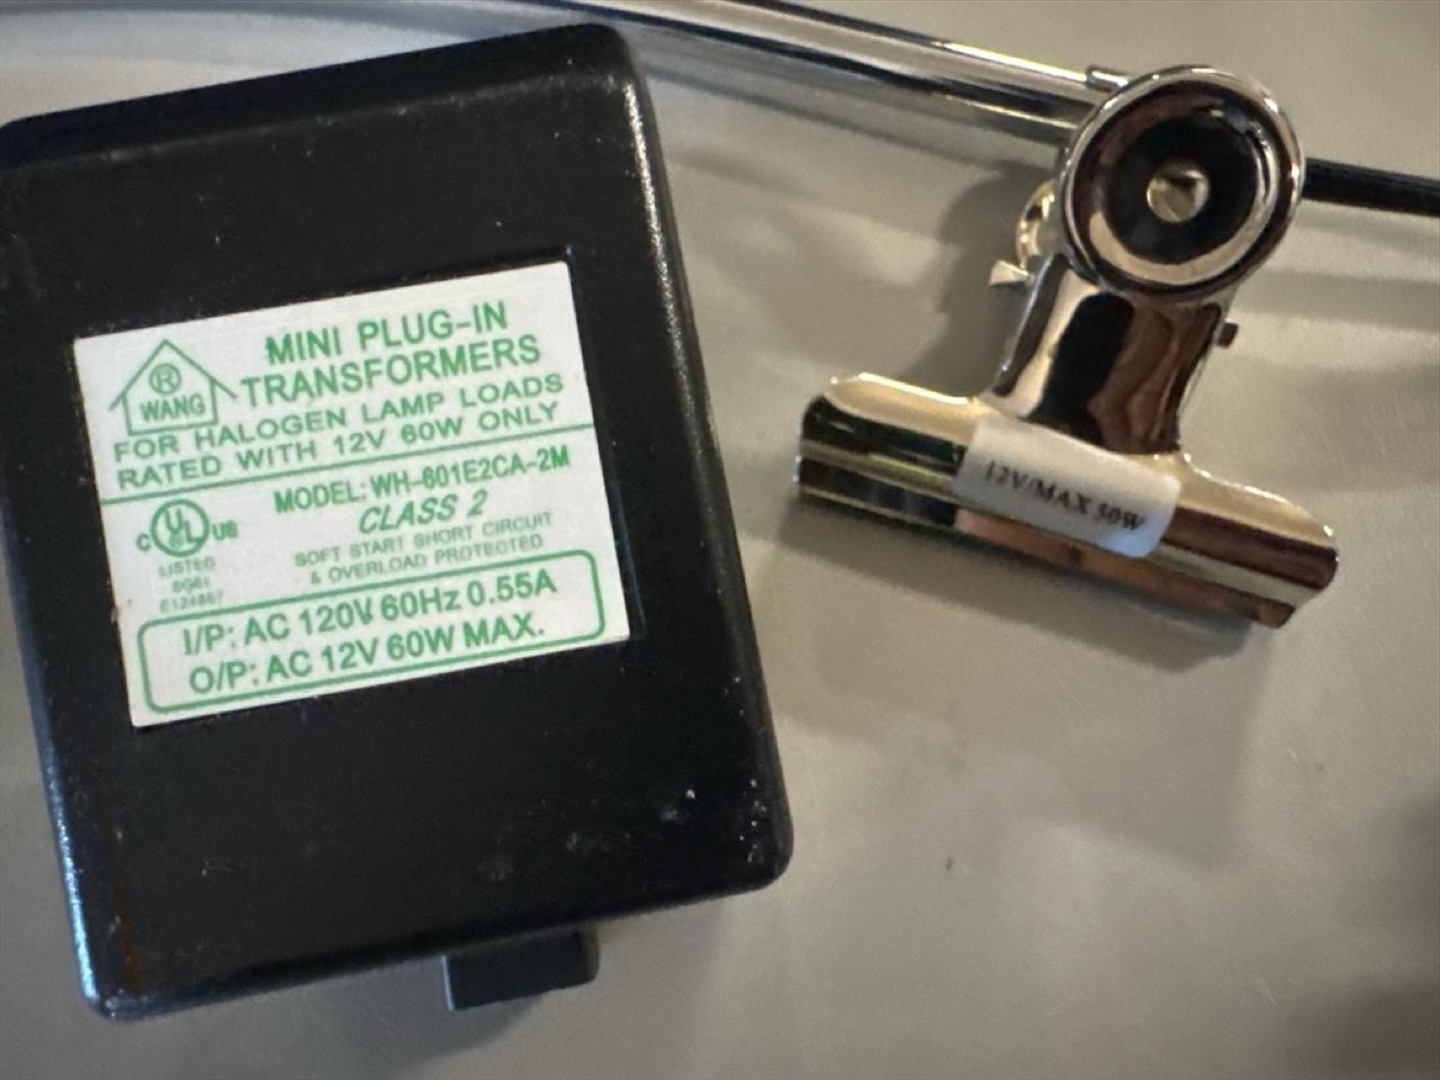 MINI PLUG-IN
TRANSFORMERS
® WANG
FOR HALOGEN LAMP LOADS
RATED WITH 12V 60W ONLY
MODEL: WH-601E2CA-2M
CLASS 2
C UL US
LISTED
SOFT START SHORT CIRCUIT
& OVERLOAD PROTECTED
I/P: AC 120V 60Hz 0.55A
O/P: AC 12V 60W MAX.
12V/MAX 50W